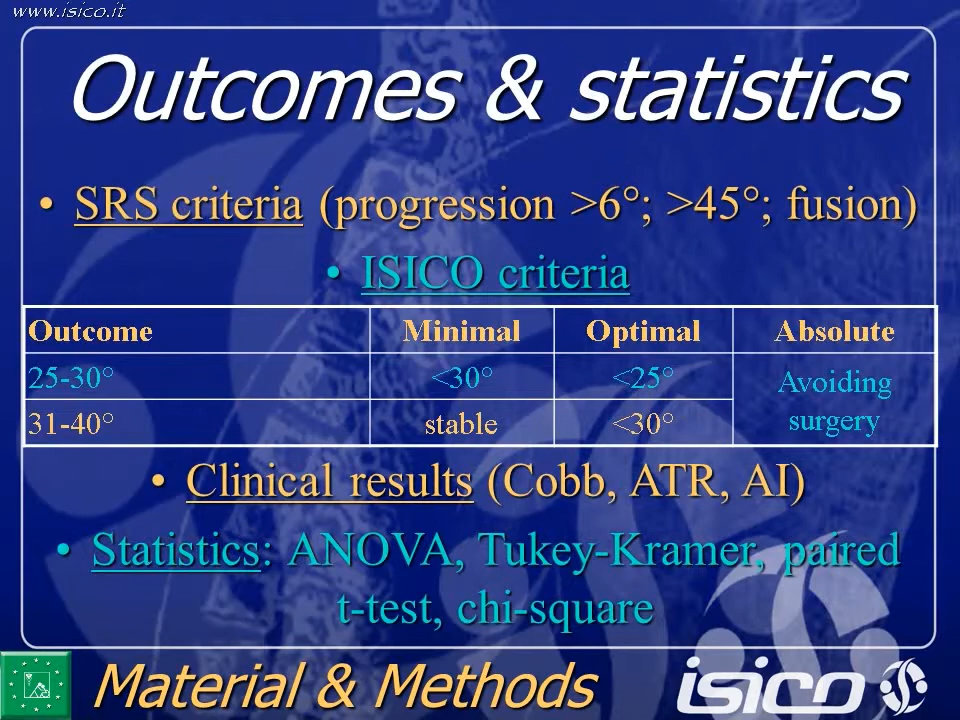 www.isico.it
Outcomes & statistics
• SRS criteria (progression >6°; >45°; fusion)
• ISICO criteria
Outcome Minimal Optimal Absolute
25-30° <30° <25° Avoiding surgery
31-40° stable <30°
• Clinical results (Cobb, ATR, AI)
• Statistics: ANOVA, Tukey-Kramer, paired
t-test, chi-square
Material & Methods
isico